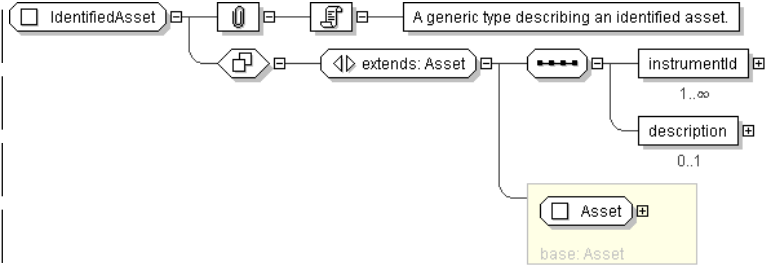 IdentifiedAsset
A generic type describing an identified asset.
extends: Asset
instrumentId
1..∞
description
0..1
Asset
base: Asset